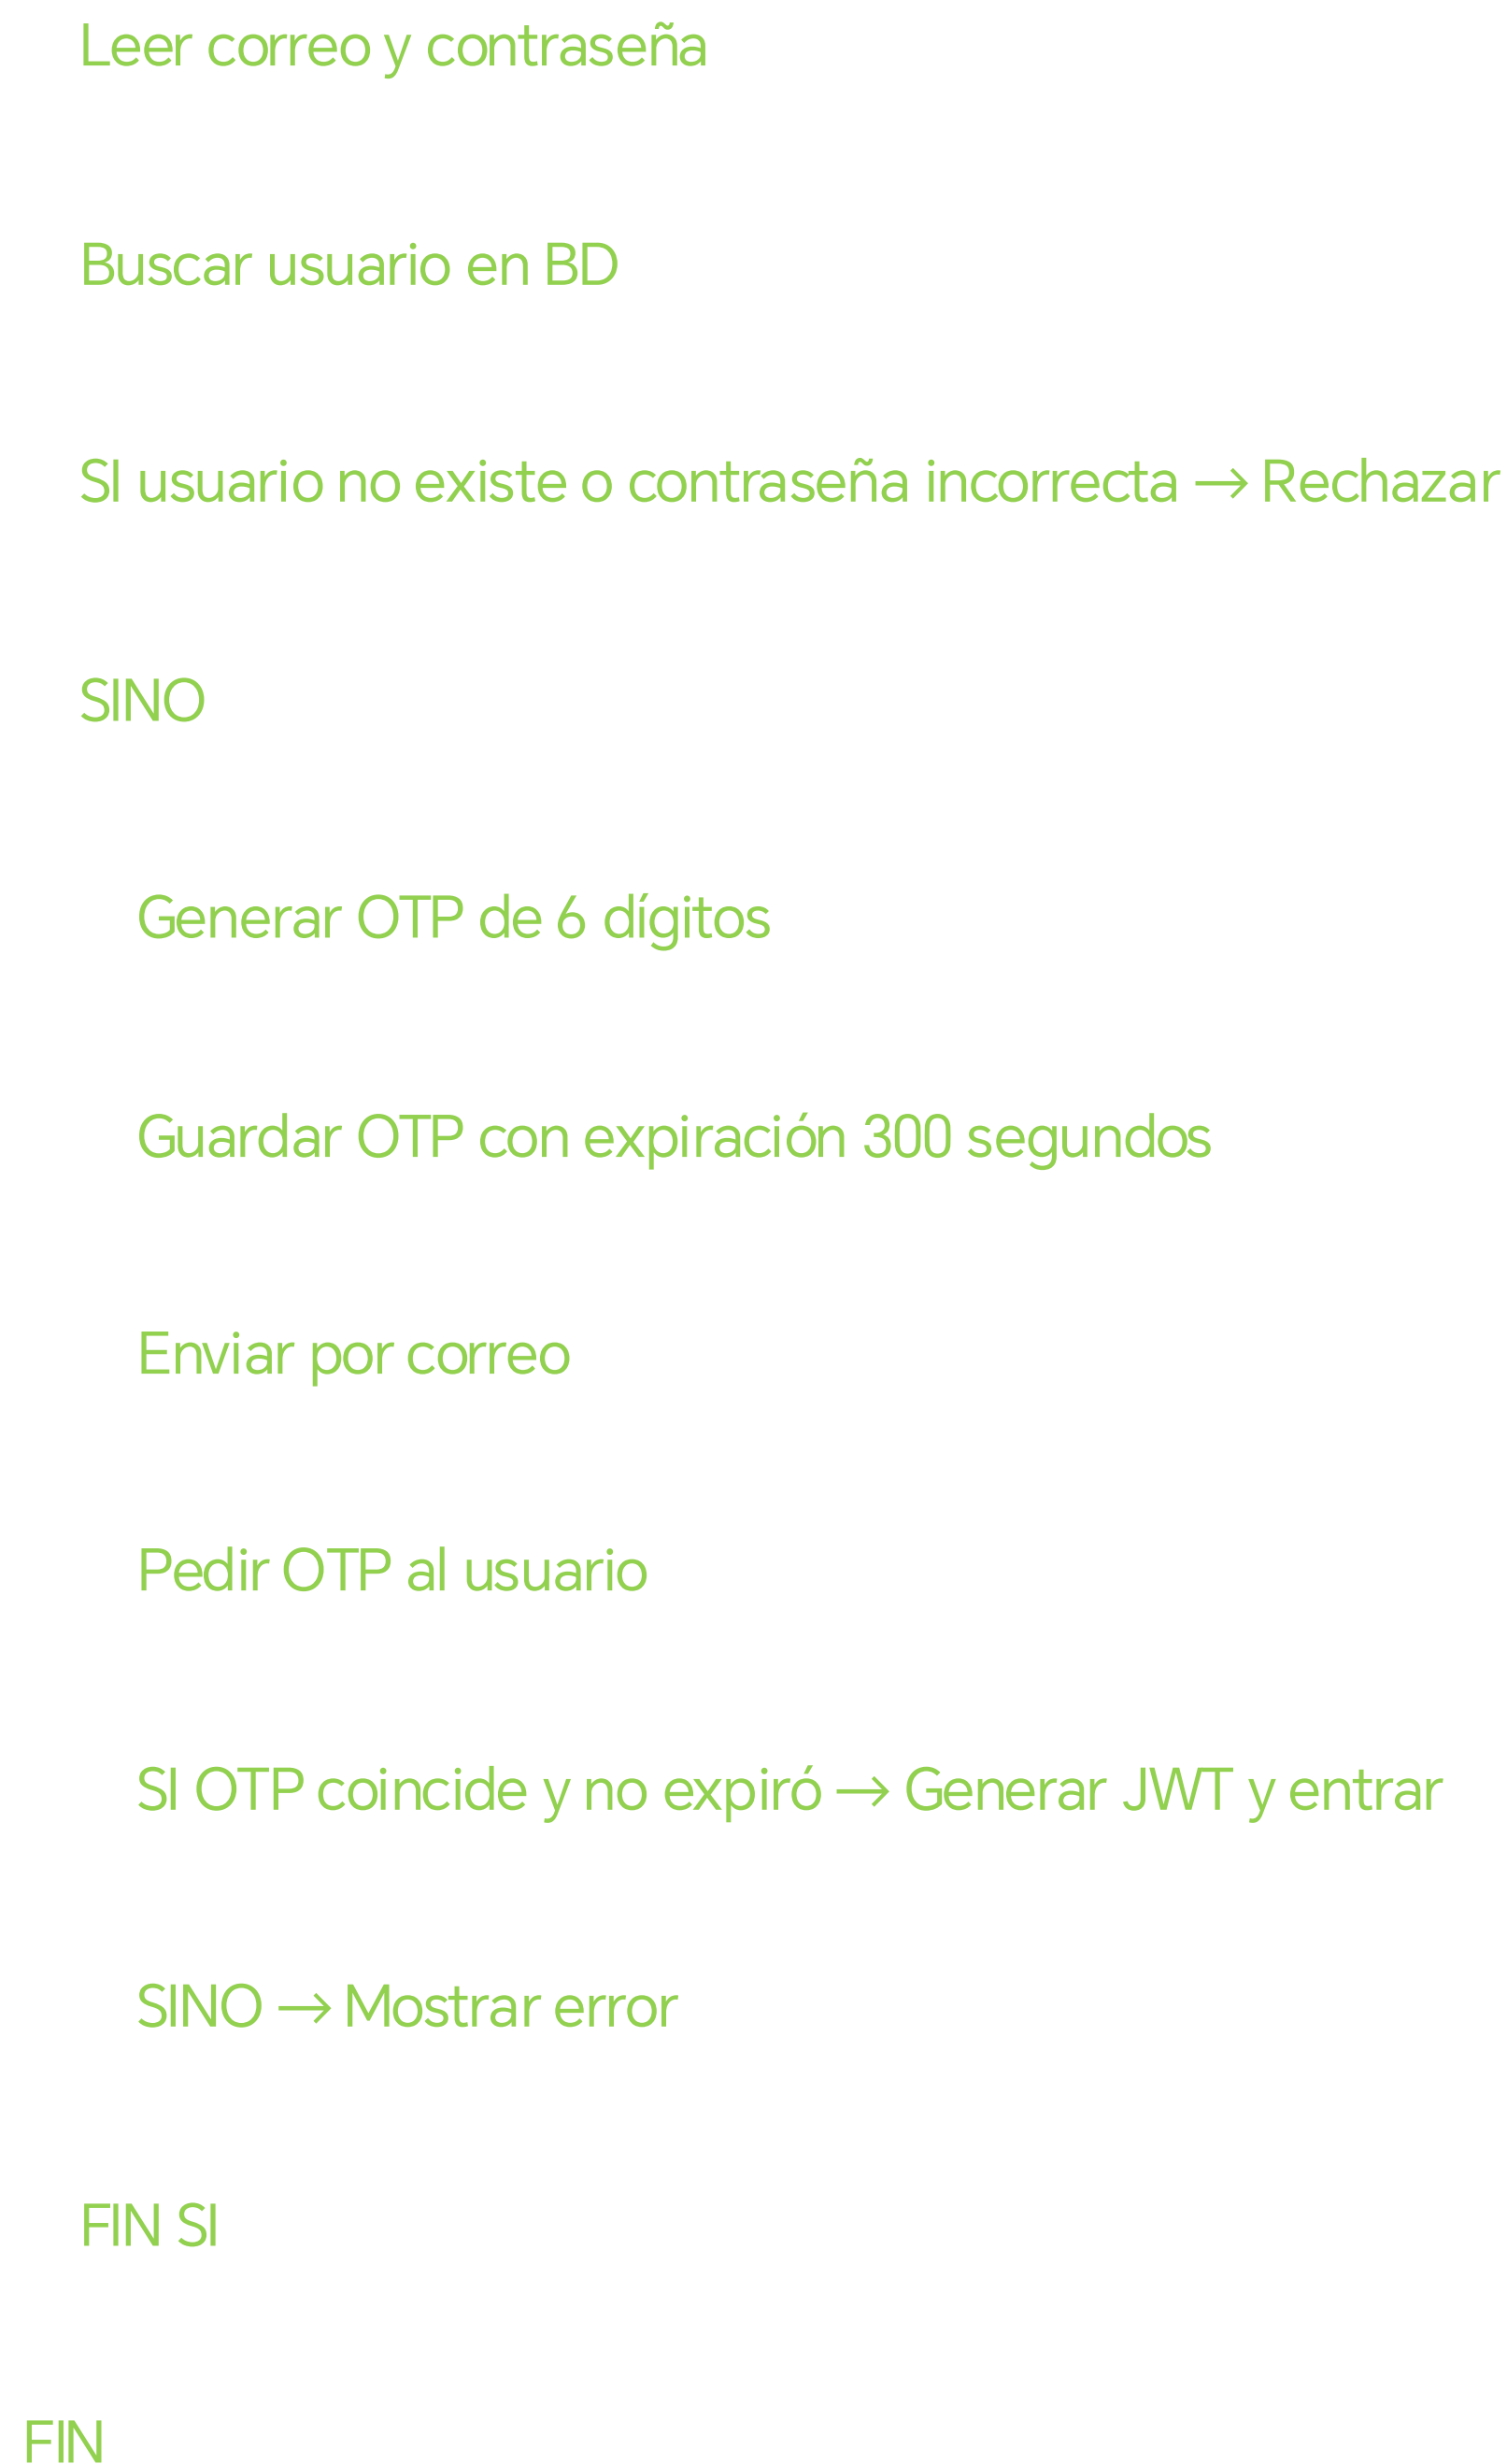 Leer correo y contraseña
Buscar usuario en BD
SI usuario no existe o contraseña incorrecta → Rechazar
SINO
Generar OTP de 6 dígitos
Guardar OTP con expiración 300 segundos
Enviar por correo
Pedir OTP al usuario
SI OTP coincide y no expiró → Generar JWT y entrar
SINO → Mostrar error
FIN SI
FIN